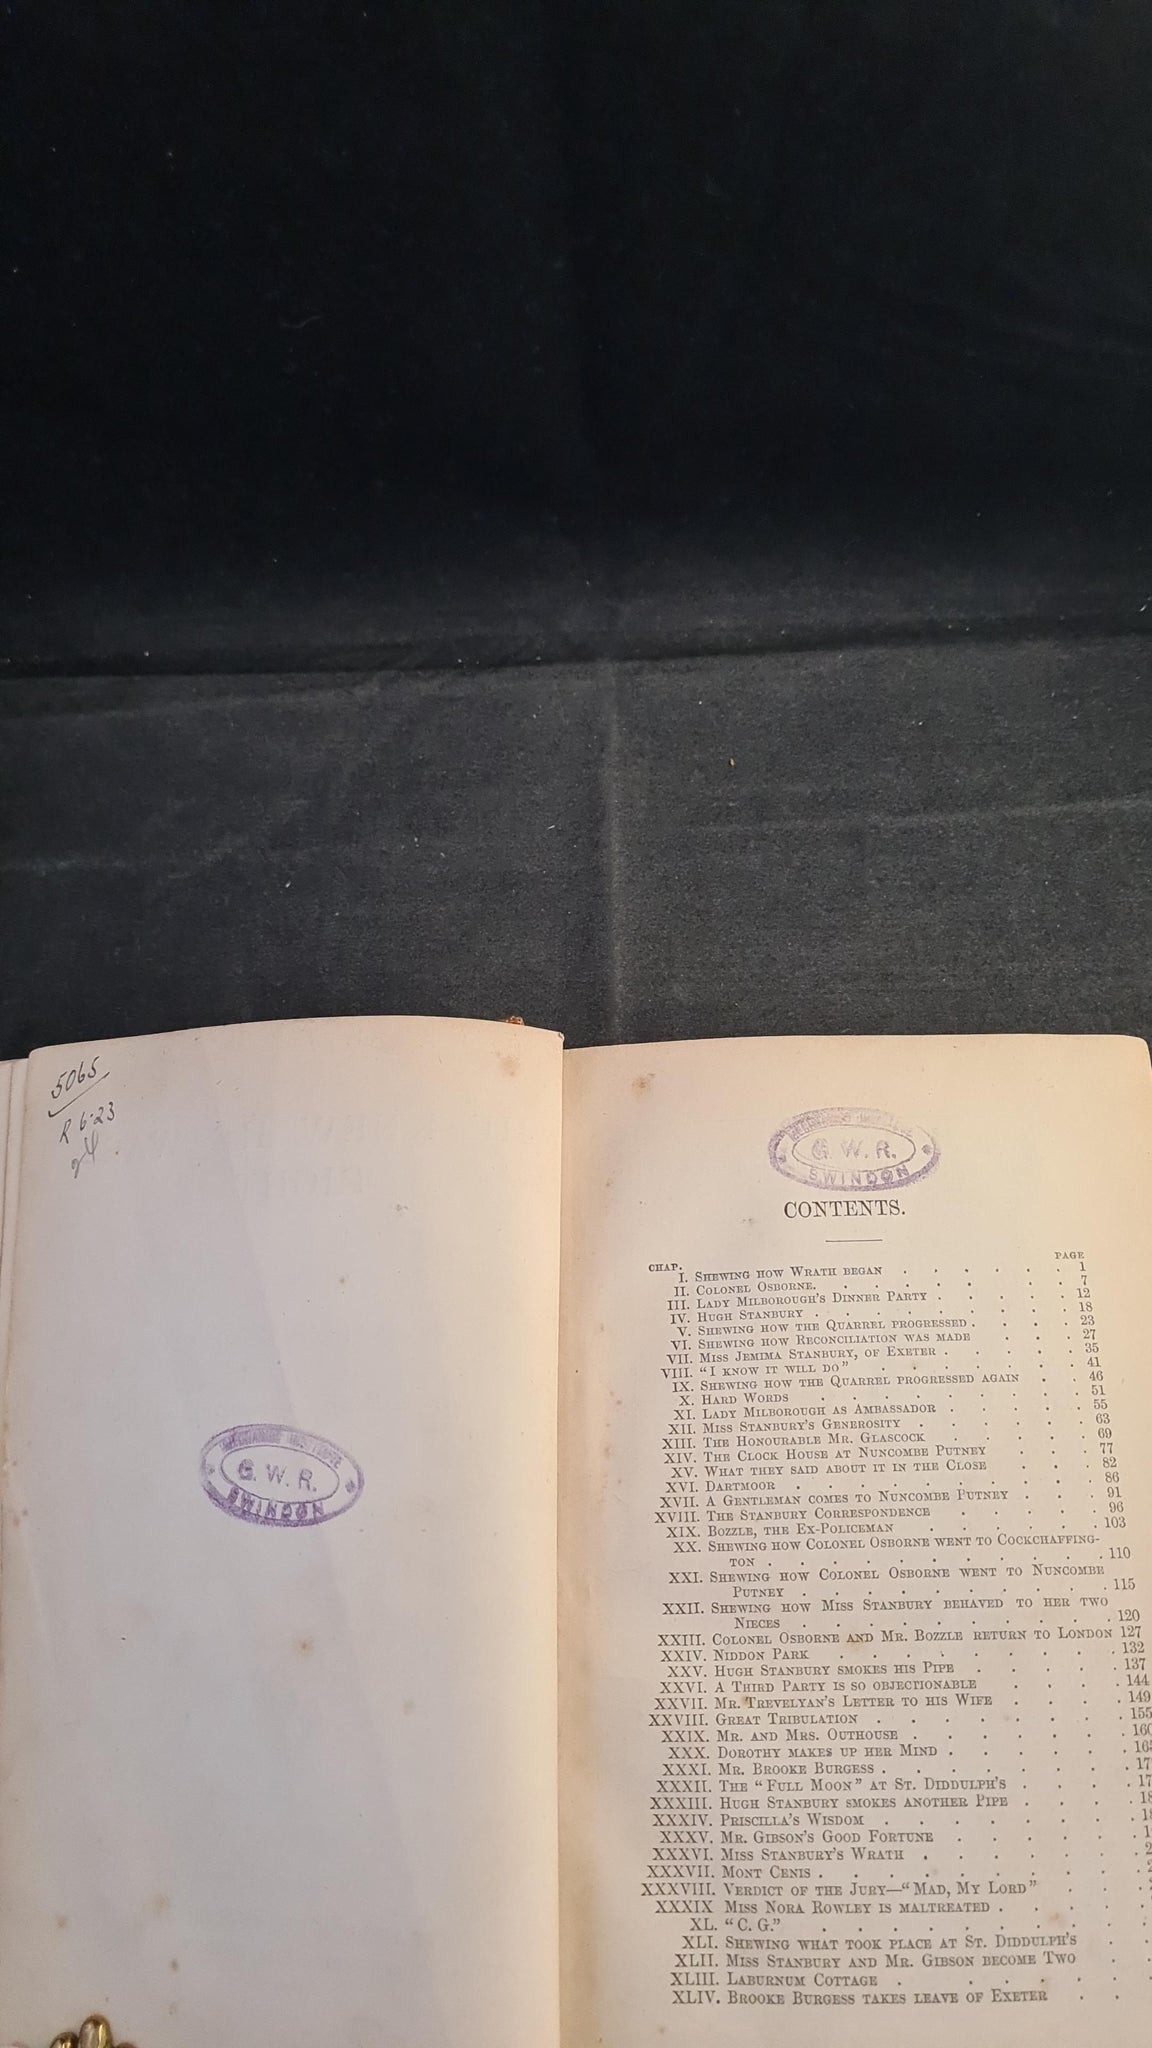 5065
R 6·23
MECHANICS INSTITUTE
G. W. R.
SWINDON
G. W. R.
SWINDON
CONTENTS.
CHAP. PAGE
I. SHEWING HOW WRATH BEGAN . . . . . . 1
II. COLONEL OSBORNE. . . . . . . 7
III. LADY MILBOROUGH'S DINNER PARTY . . . . . 12
IV. HUGH STANBURY . . . . . . . . 18
V. SHEWING HOW THE QUARREL PROGRESSED . . . . 23
VI. SHEWING HOW RECONCILIATION WAS MADE . . . 27
VII. MISS JEMIMA STANBURY, OF EXETER . . . . . 35
VIII. "I KNOW IT WILL DO" . . . . . . . 41
IX. SHEWING HOW THE QUARREL PROGRESSED AGAIN . . 46
X. HARD WORDS . . . . . . . . 51
XI. LADY MILBOROUGH AS AMBASSADOR . . . . . 55
XII. MISS STANBURY'S GENEROSITY . . . . . . 63
XIII. THE HONOURABLE MR. GLASCOCK . . . . . 69
XIV. THE CLOCK HOUSE AT NUNCOMBE PUTNEY . . . . 77
XV. WHAT THEY SAID ABOUT IT IN THE CLOSE . . . 82
XVI. DARTMOOR . . . . . . . . . 86
XVII. A GENTLEMAN COMES TO NUNCOMBE PUTNEY . . . 91
XVIII. THE STANBURY CORRESPONDENCE . . . . . 96
XIX. BOZZLE, THE EX-POLICEMAN . . . . . . 103
XX. SHEWING HOW COLONEL OSBORNE WENT TO COCKCHAFFING-
TON . . . . . . . . . . . 110
XXI. SHEWING HOW COLONEL OSBORNE WENT TO NUNCOMBE
PUTNEY . . . . . . . . . . 115
XXII. SHEWING HOW MISS STANBURY BEHAVED TO HER TWO
NIECES . . . . . . . . . . 120
XXIII. COLONEL OSBORNE AND MR. BOZZLE RETURN TO LONDON 127
XXIV. NIDDON PARK . . . . . . . . . 132
XXV. HUGH STANBURY SMOKES HIS PIPE . . . . . 137
XXVI. A THIRD PARTY IS SO OBJECTIONABLE . . . . 144
XXVII. MR. TREVELYAN'S LETTER TO HIS WIFE . . . . 149
XXVIII. GREAT TRIBULATION . . . . . . . . 155
XXIX. MR. AND MRS. OUTHOUSE . . . . . . 160
XXX. DOROTHY MAKES UP HER MIND . . . . . 16
XXXI. MR. BROOKE BURGESS . . . . . . . 17
XXXII. THE "FULL MOON" AT ST. DIDDULPH'S . . . . 17
XXXIII. HUGH STANBURY SMOKES ANOTHER PIPE . . . . 18
XXXIV. PRISCILLA'S WISDOM . . . . . . . 1
XXXV. MR. GIBSON'S GOOD FORTUNE . . . . . 1
XXXVI. MISS STANBURY'S WRATH . . . . . . 2
XXXVII. MONT CENIS . . . . . . . . .
XXXVIII. VERDICT OF THE JURY—"MAD, MY LORD" . . .
XXXIX MISS NORA ROWLEY IS MALTREATED . . . . .
XL. "C. G." . . . . . . . . .
XLI. SHEWING WHAT TOOK PLACE AT ST. DIDDULPH'S . .
XLII. MISS STANBURY AND MR. GIBSON BECOME TWO . .
XLIII. LABURNUM COTTAGE . . . . . . .
XLIV. BROOKE BURGESS TAKES LEAVE OF EXETER . .